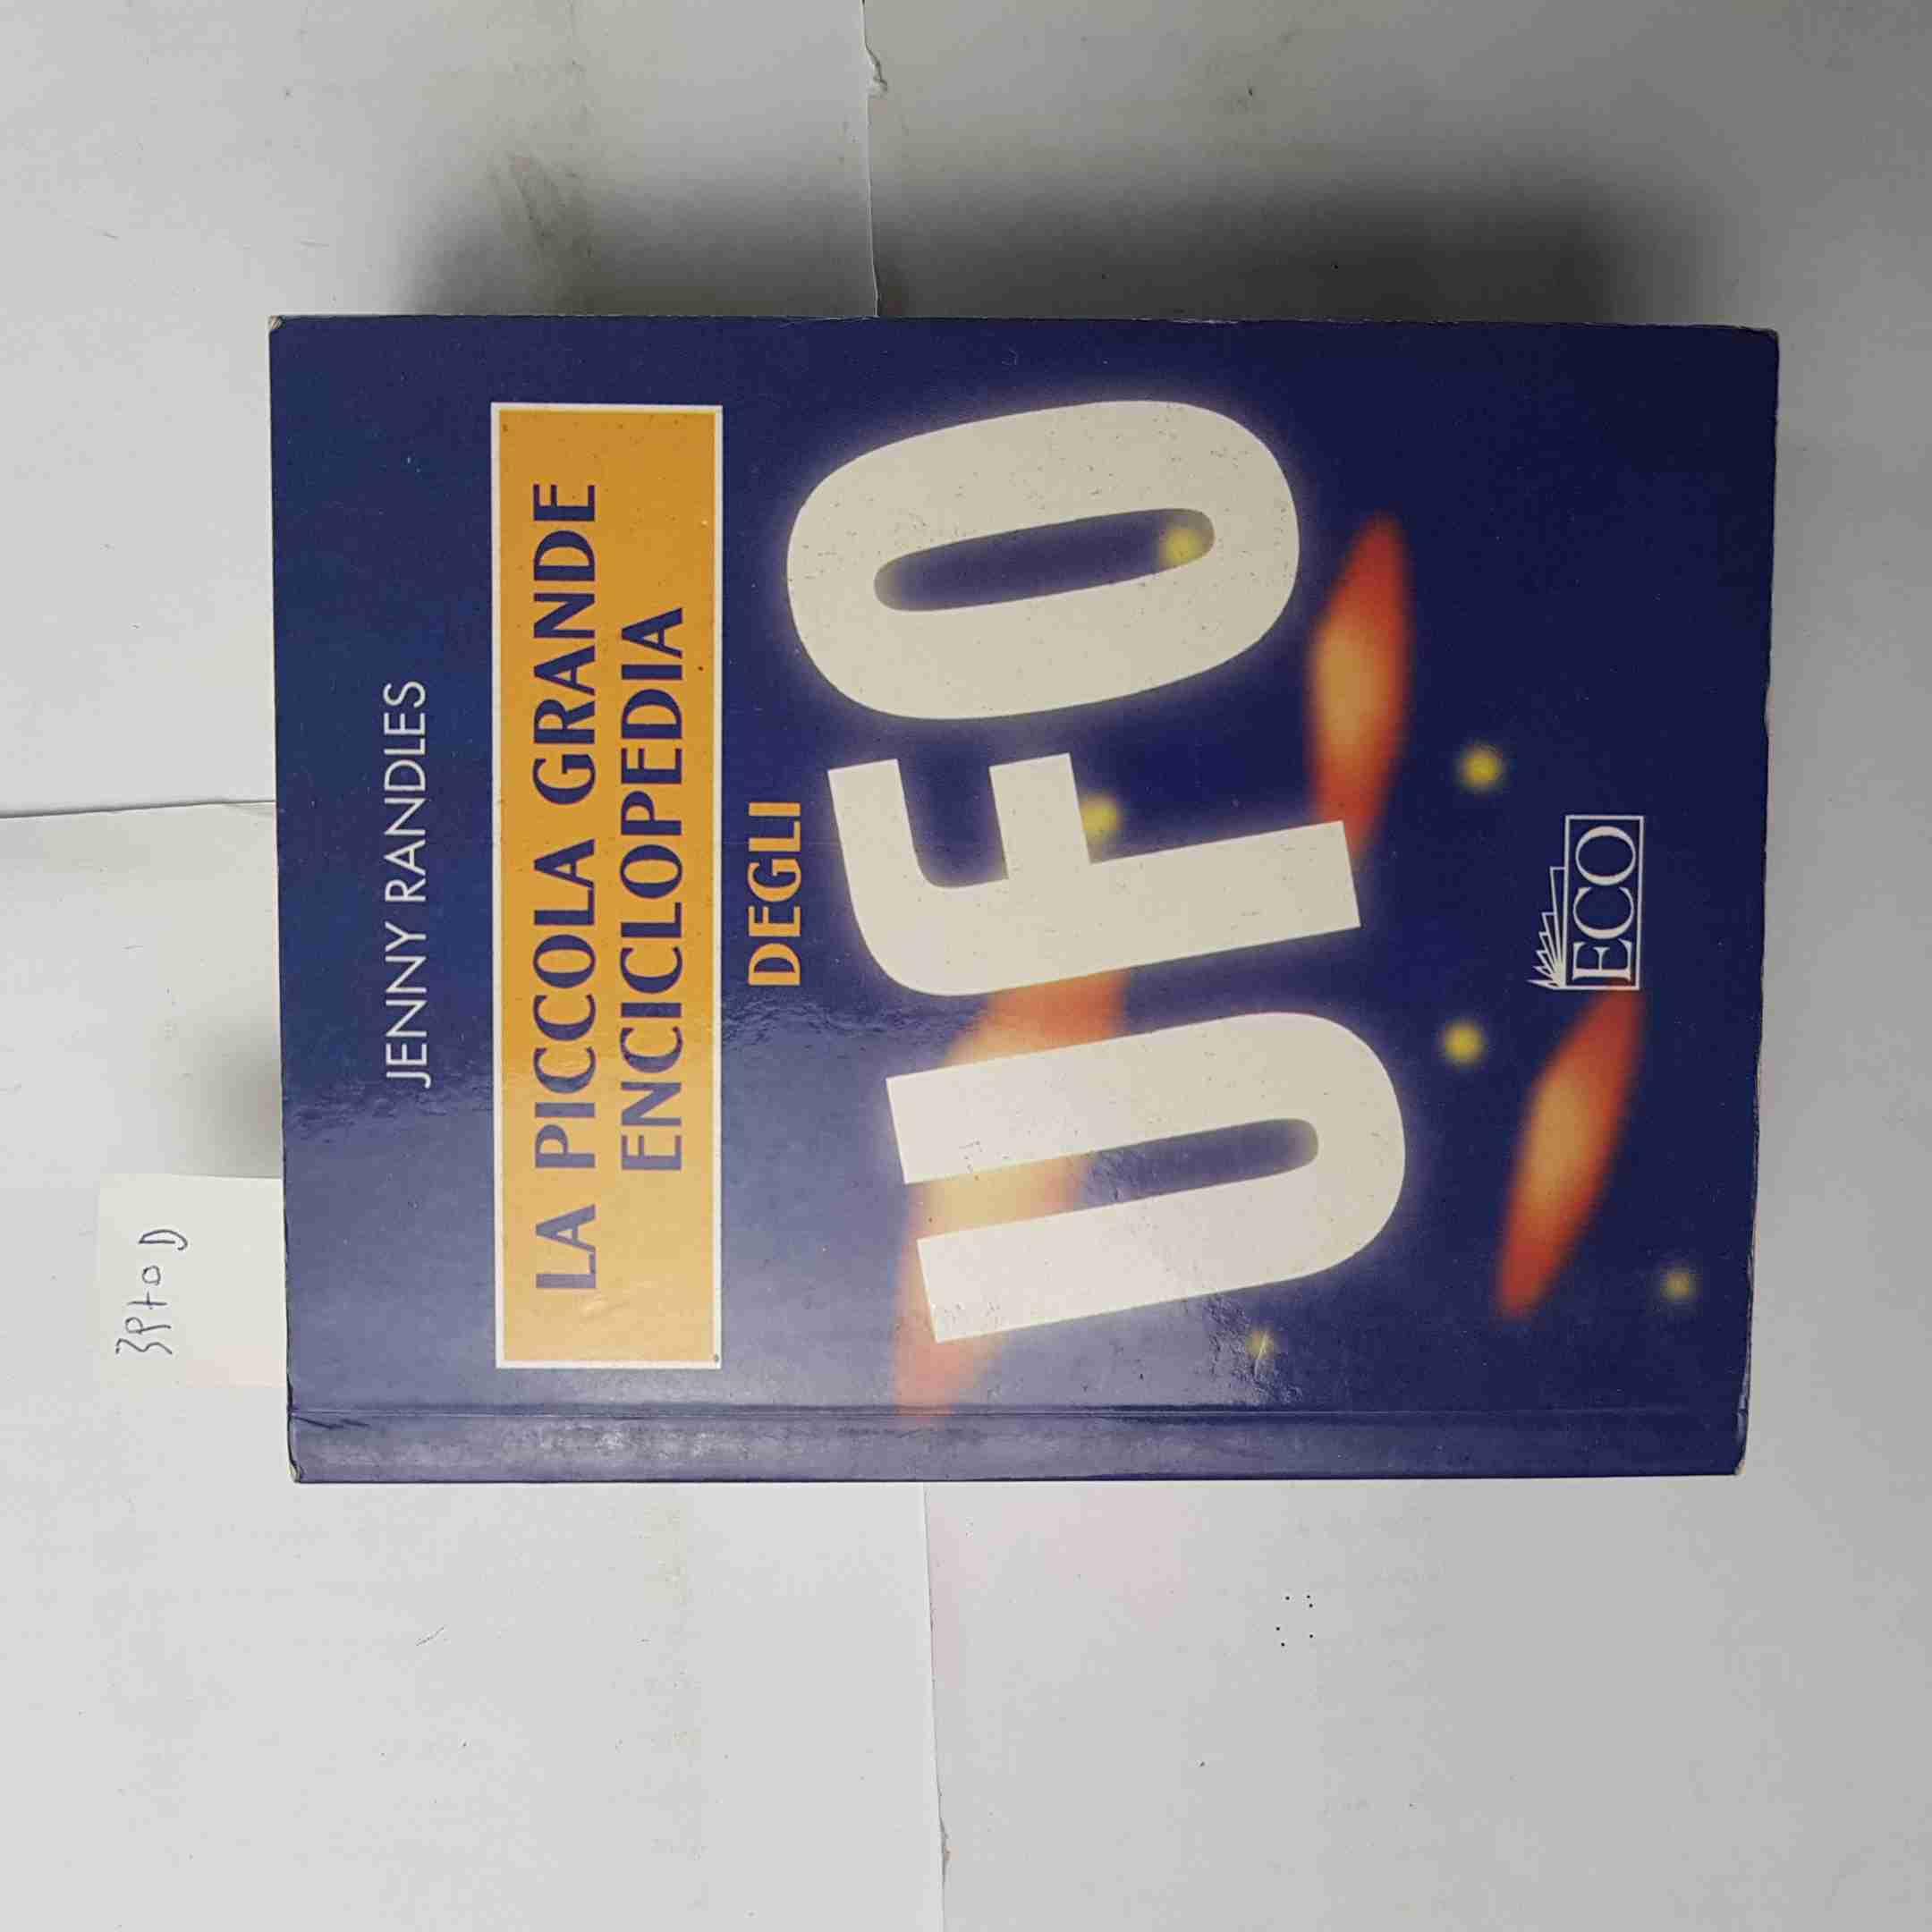 JENNY RANDLES
LA PICCOLA GRANDE
ENCICLOPEDIA
DEGLI
UFO
ECO